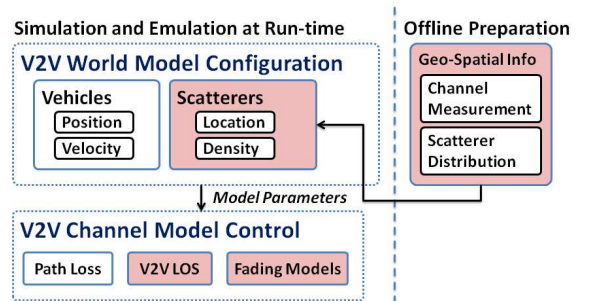 Simulation and Emulation at Run-time
Offline Preparation
V2V World Model Configuration
Vehicles
Position
Velocity
Scatterers
Location
Density
Geo-Spatial Info
Channel
Measurement
Scatterer
Distribution
Model Parameters
V2V Channel Model Control
Path Loss
V2V LOS
Fading Models